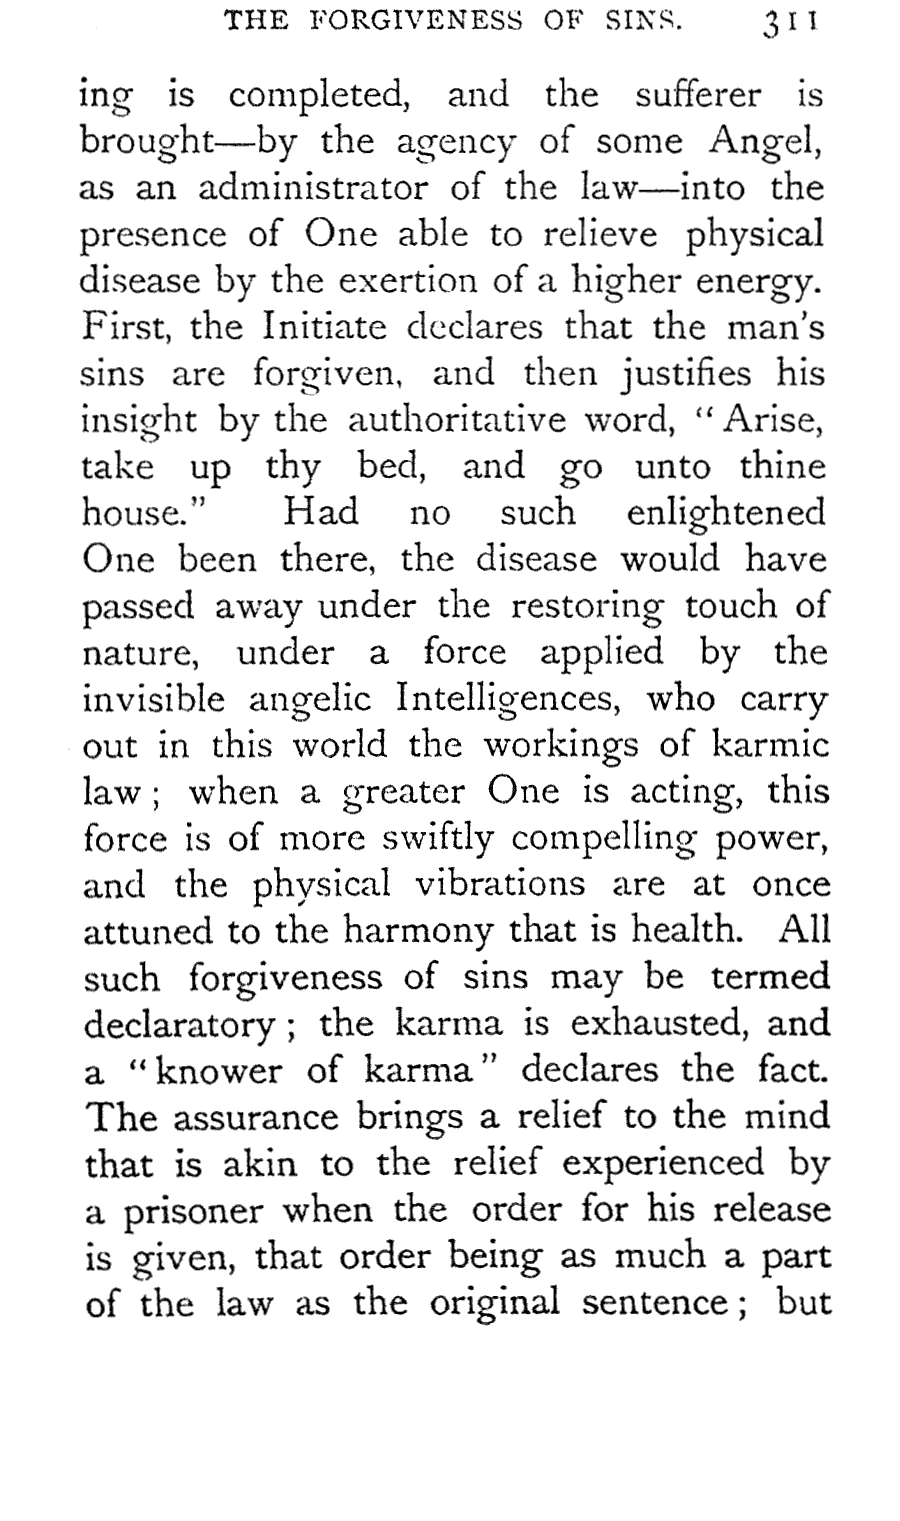 THE FORGIVENESS OF SINS. 311
ing is completed, and the sufferer is
brought—by the agency of some Angel,
as an administrator of the law—into the
presence of One able to relieve physical
disease by the exertion of a higher energy.
First, the Initiate declares that the man's
sins are forgiven, and then justifies his
insight by the authoritative word, “ Arise,
take up thy bed, and go unto thine
house.” Had no such enlightened
One been there, the disease would have
passed away under the restoring touch of
nature, under a force applied by the
invisible angelic Intelligences, who carry
out in this world the workings of karmic
law ; when a greater One is acting, this
force is of more swiftly compelling power,
and the physical vibrations are at once
attuned to the harmony that is health. All
such forgiveness of sins may be termed
declaratory ; the karma is exhausted, and
a “ knower of karma ” declares the fact.
The assurance brings a relief to the mind
that is akin to the relief experienced by
a prisoner when the order for his release
is given, that order being as much a part
of the law as the original sentence ; but